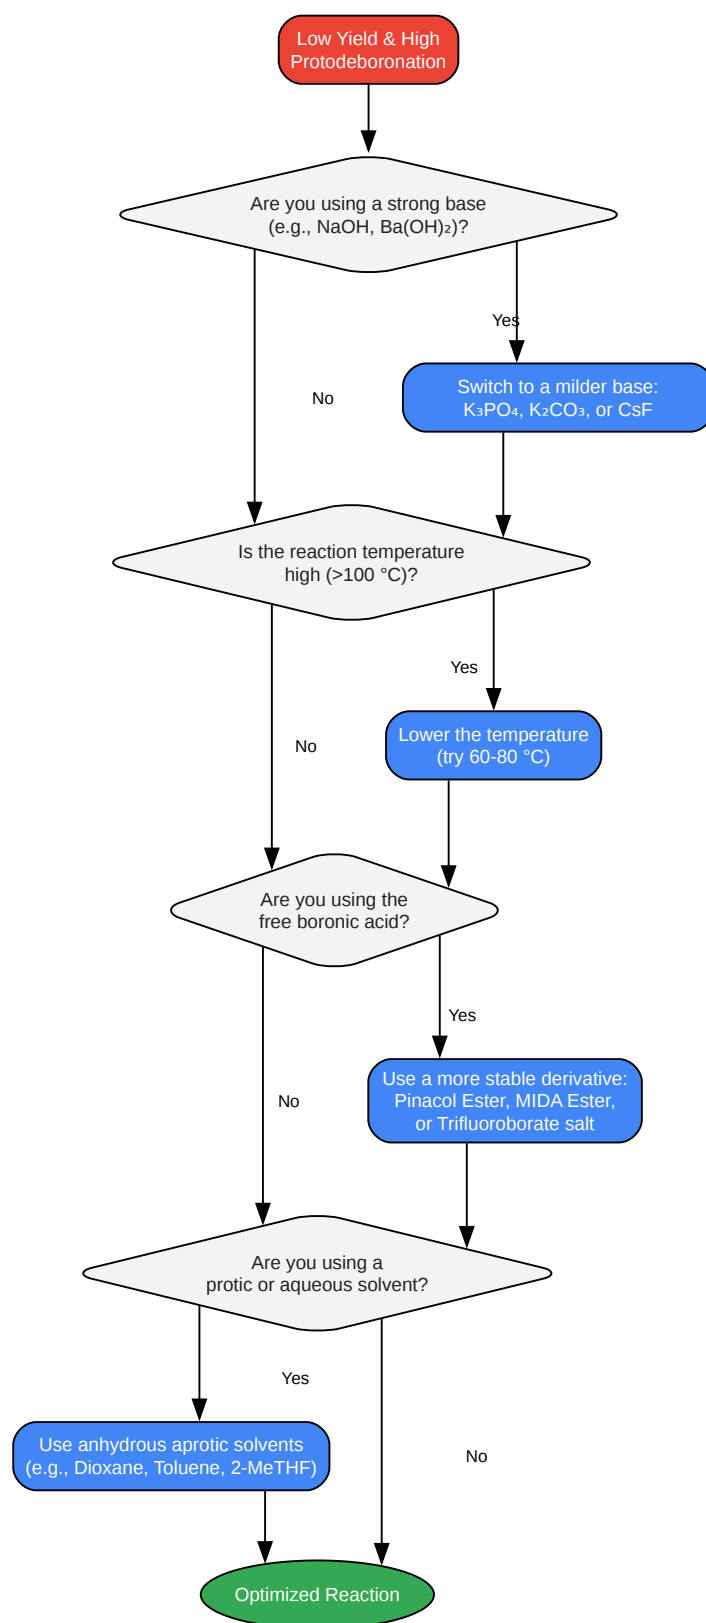 Low Yield & High
Protodeboronation
Are you using a strong base
(e.g., NaOH, Ba(OH)₂)?
Yes
No
Switch to a milder base:
K₃PO₄, K₂CO₃, or CsF
Is the reaction temperature
high (>100 °C)?
Yes
No
Lower the temperature
(try 60-80 °C)
Are you using the
free boronic acid?
Yes
No
Use a more stable derivative:
Pinacol Ester, MIDA Ester,
or Trifluoroborate salt
Are you using a
protic or aqueous solvent?
Yes
No
Use anhydrous aprotic solvents
(e.g., Dioxane, Toluene, 2-MeTHF)
Optimized Reaction